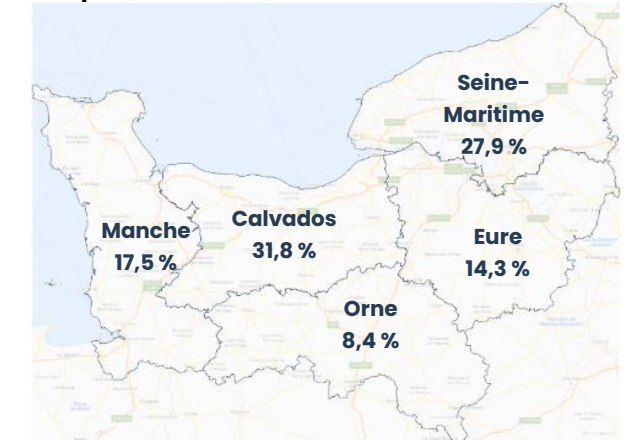 Seine-
Maritime
27,9 %
Manche
17,5 %
Calvados
31,8 %
Eure
14,3 %
Orne
8,4 %